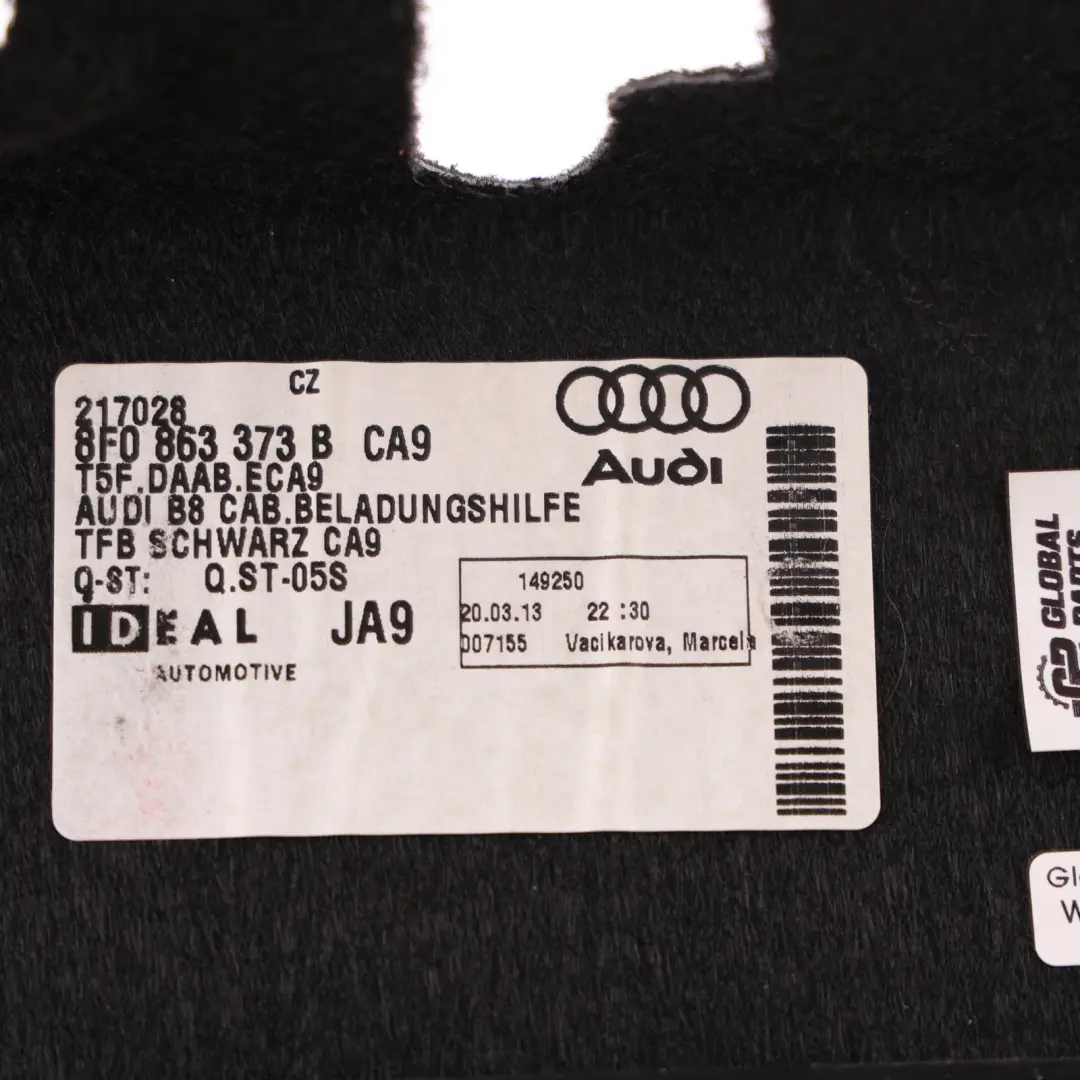 CZ
217028
8F0 863 373 B CA9
T5F.DAAB.ECA9
AUDI B8 CAB.BELADUNGSHILFE
TFB SCHWARZ CA9
Q-ST: Q.ST-05S
IDEAL JA9
AUTOMOTIVE
Audi
149250
20.03.13 22:30
007155 Vacikarova, Marcela
GLOBAL
PARTS